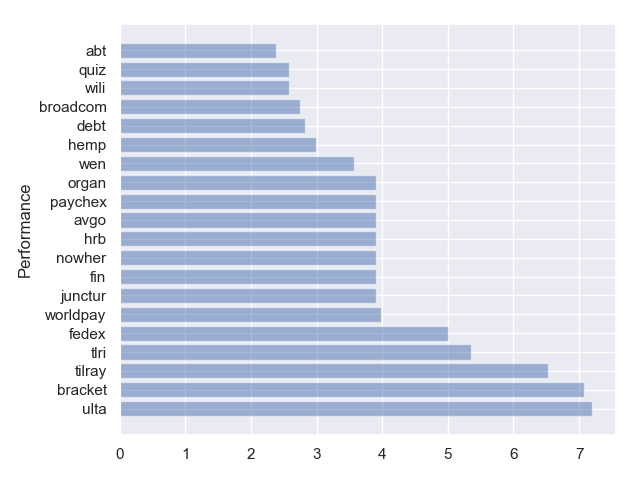 abt
quiz
wili
broadcom
debt
hemp
wen
organ
paychex
avgo
hrb
nowher
fin
junctur
worldpay
fedex
tlri
tilray
bracket
ulta
Performance
0 1 2 3 4 5 6 7